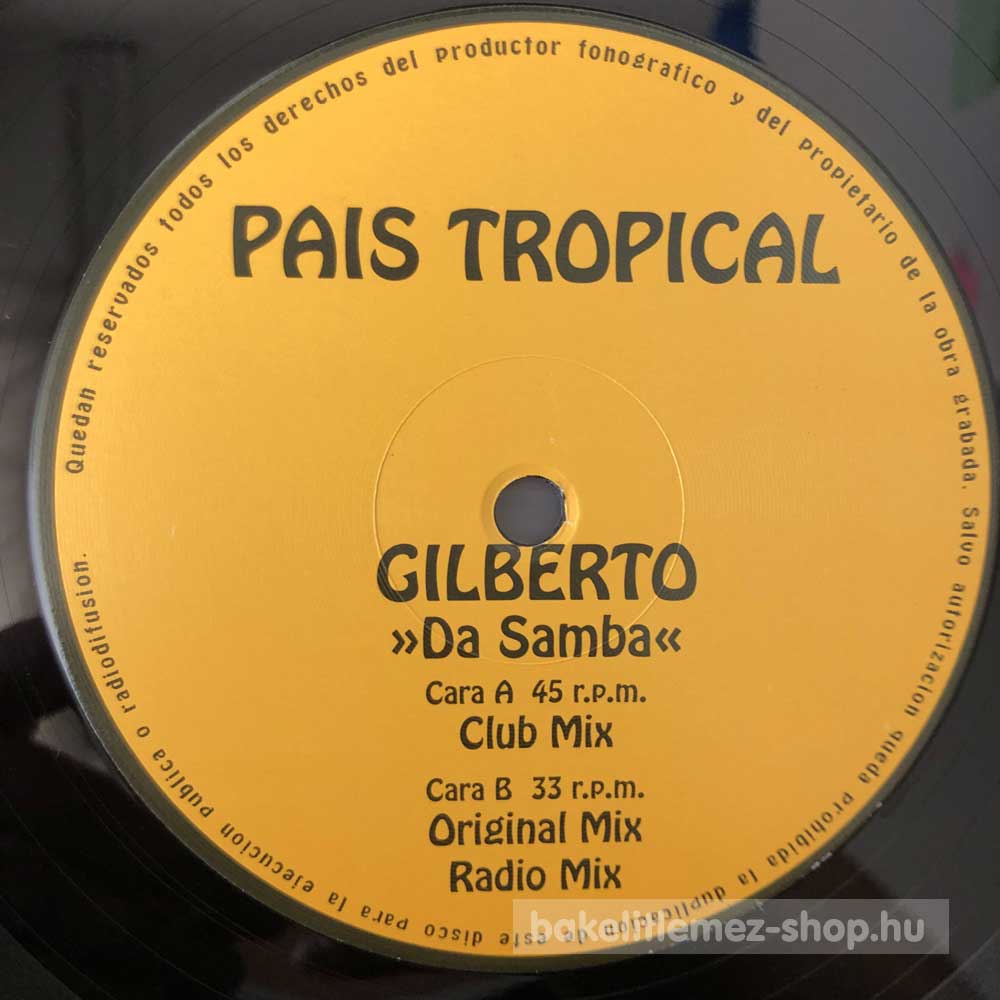 PAIS TROPICAL
GILBERTO
»Da Samba«
Cara A 45 r.p.m.
Club Mix
Cara B 33 r.p.m.
Original Mix
Radio Mix
Quedan reservados todos los derechos del productor fonografico y del propietario de la obra grabada. Salvo autorizacion queda prohibida la duplicacion de este disco para la ejecucion publica o radiodifusion.
bakelitlemez-shop.hu